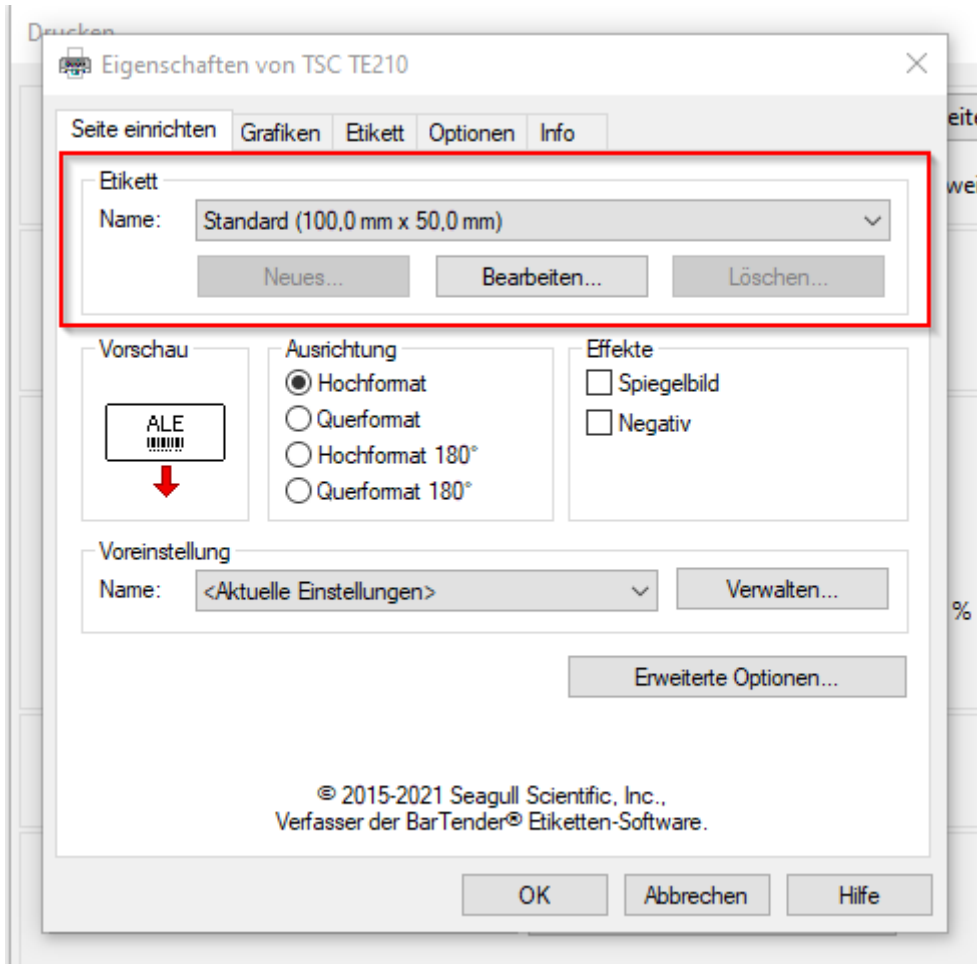 Drucken
Eigenschaften von TSC TE210
Seite einrichten Grafiken Etikett Optionen Info
Etikett
Name: Standard (100,0 mm x 50,0 mm)
Neues... Bearbeiten... Löschen...
Vorschau
ALE
Ausrichtung
Hochformat
Querformat
Hochformat 180°
Querformat 180°
Effekte
Spiegelbild
Negativ
Voreinstellung
Name: <Aktuelle Einstellungen> Verwalten...
%
Erweiterte Optionen...
© 2015-2021 Seagull Scientific, Inc.,
Verfasser der BarTender® Etiketten-Software.
OK Abbrechen Hilfe